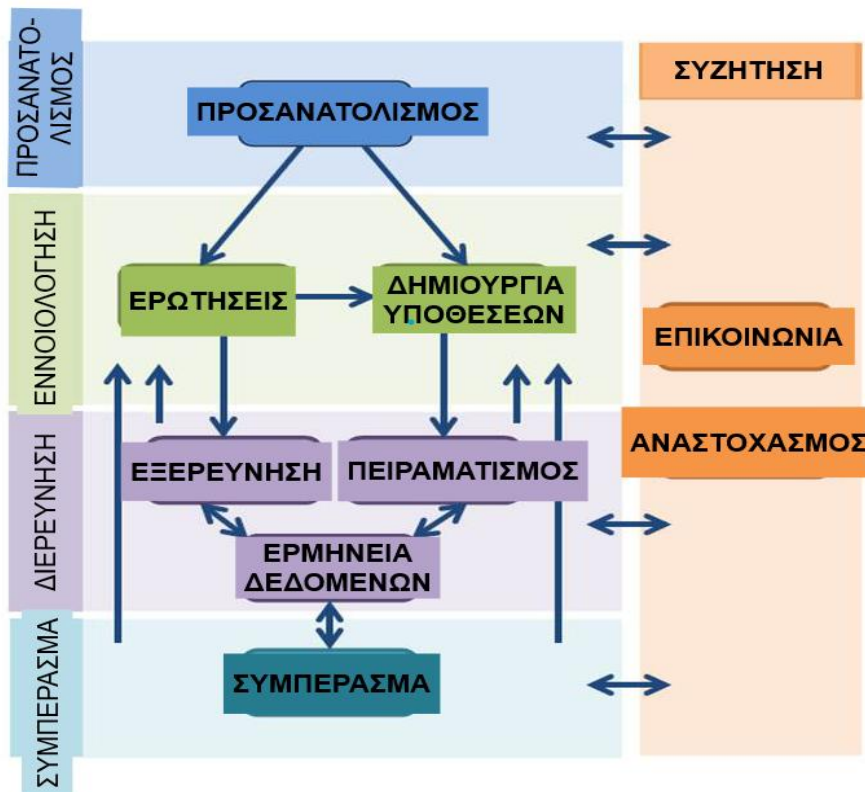 ΠΡΟΣΑΝΑΤΟ-
ΛΙΣΜΟΣ
ΠΡΟΣΑΝΑΤΟΛΙΣΜΟΣ
ΣΥΖΗΤΗΣΗ
ΕΝΝΟΙΟΛΟΓΗΣΗ
ΕΡΩΤΗΣΕΙΣ
ΔΗΜΙΟΥΡΓΙΑ
ΥΠΟΘΕΣΕΩΝ
ΕΠΙΚΟΙΝΩΝΙΑ
ΑΝΑΣΤΟΧΑΣΜΟΣ
ΔΙΕΡΕΥΝΗΣΗ
ΕΞΕΡΕΥΝΗΣΗ
ΠΕΙΡΑΜΑΤΙΣΜΟΣ
ΕΡΜΗΝΕΙΑ
ΔΕΔΟΜΕΝΩΝ
ΣΥΜΠΕΡΑΣΜΑ
ΣΥΜΠΕΡΑΣΜΑ